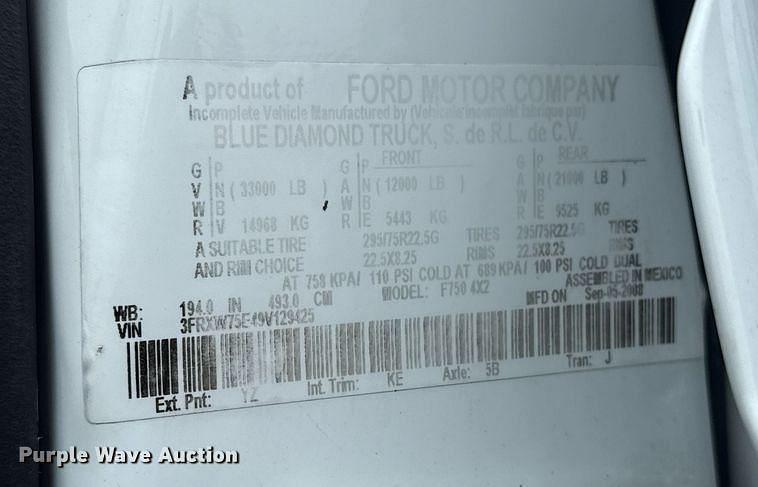 A product of FORD MOTOR COMPANY
Incomplete Vehicle Manufactured by (Vehicule incomplet fabrique par)
BLUE DIAMOND TRUCK, S. de R.L. de C.V.
G P G P FRONT G P REAR
V N ( 33000 LB ) A N ( 12000 LB ) A N ( 21000 LB )
W B W B W B
R V 14968 KG R E 5443 KG R E 9525 KG
A SUITABLE TIRE 295/75R22.5G TIRES 295/75R22.5G TIRES
AND RIM CHOICE 22.5X8.25 RIMS 22.5X8.25 RIMS
AT 758 KPA/ 110 PSI COLD AT 689 KPA/ 100 PSI COLD DUAL
WB: 194.0 IN 493.0 CM MODEL: F750 4X2 ASSEMBLED IN MEXICO
VIN 3FRXW75E49V129425 MFD ON Sep-05-2008
Ext. Pnt: YZ Int. Trim: KE Axle: 5B Tran: J
Purple Wave Auction